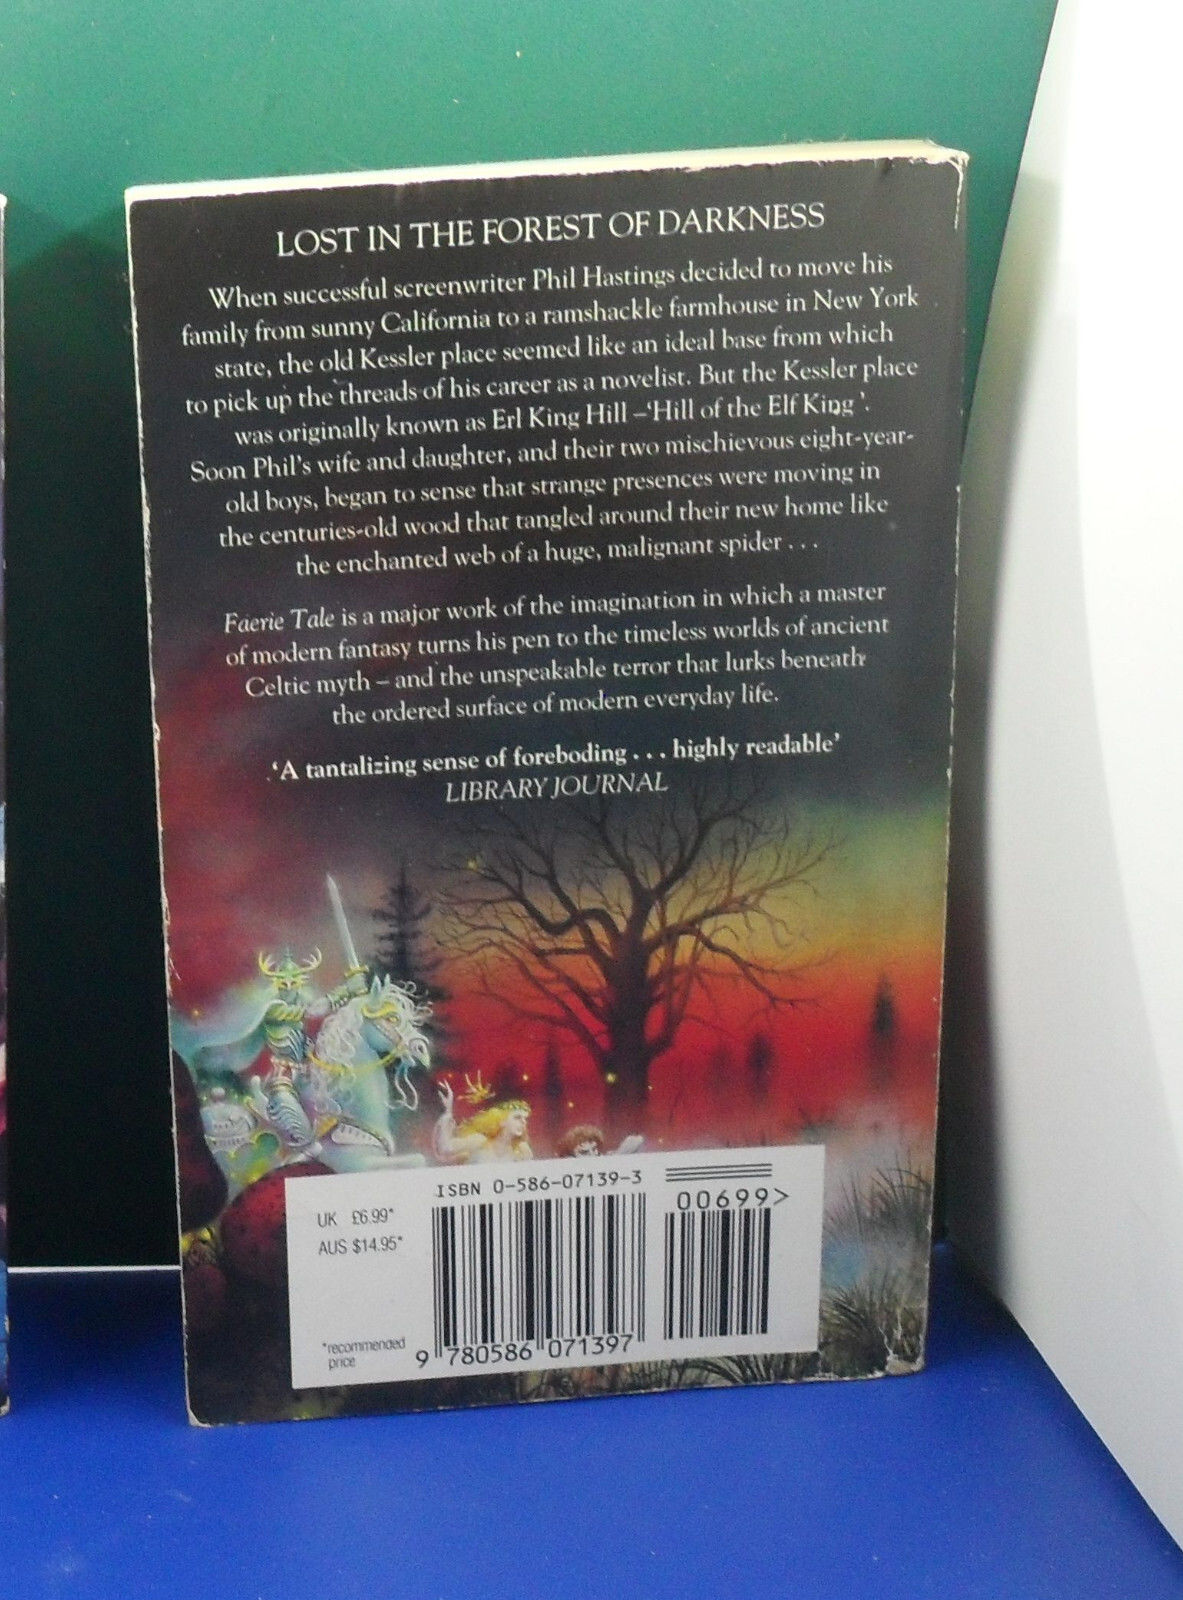 LOST IN THE FOREST OF DARKNESS
When successful screenwriter Phil Hastings decided to move his
family from sunny California to a ramshackle farmhouse in New York
state, the old Kessler place seemed like an ideal base from which
to pick up the threads of his career as a novelist. But the Kessler place
was originally known as Erl King Hill –‘Hill of the Elf King ’.
Soon Phil's wife and daughter, and their two mischievous eight-year-
old boys, began to sense that strange presences were moving in
the centuries-old wood that tangled around their new home like
the enchanted web of a huge, malignant spider . . .
Faerie Tale is a major work of the imagination in which a master
of modern fantasy turns his pen to the timeless worlds of ancient
Celtic myth – and the unspeakable terror that lurks beneath
the ordered surface of modern everyday life.
‘A tantalizing sense of foreboding . . . highly readable’
LIBRARY JOURNAL
ISBN 0-586-07139-3
00699>
UK £6.99*
AUS $14.95*
*recommended
price
9 780586 071397